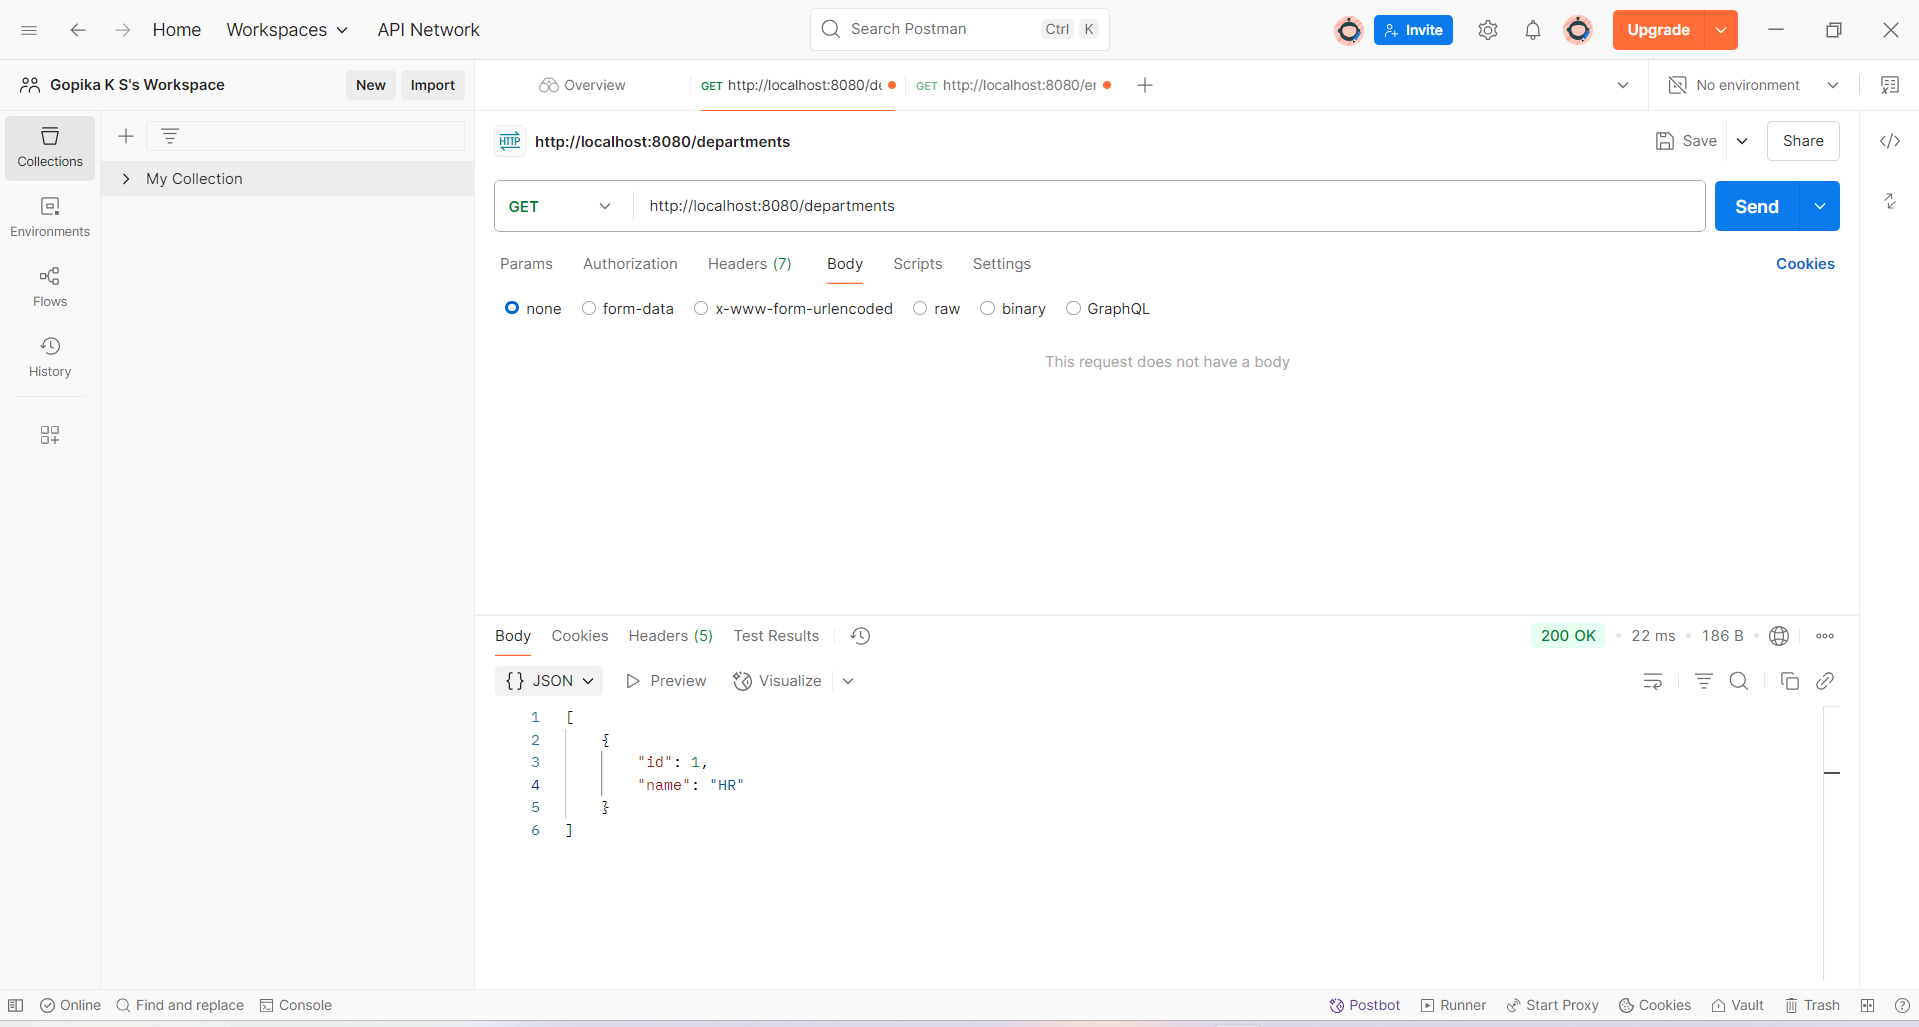 Home Workspaces API Network Search Postman Ctrl K Invite Upgrade
Gopika K S's Workspace New Import Overview GET http://localhost:8080/de GET http://localhost:8080/er No environment
Collections
My Collection
Environments
Flows
History
HTTP http://localhost:8080/departments Save Share
GET http://localhost:8080/departments Send
Params Authorization Headers (7) Body Scripts Settings Cookies
none form-data x-www-form-urlencoded raw binary GraphQL
This request does not have a body
Body Cookies Headers (5) Test Results 200 OK 22 ms 186 B
{} JSON Preview Visualize
1 [
2 {
3 "id": 1,
4 "name": "HR"
5 }
6 ]
Online Find and replace Console Postbot Runner Start Proxy Cookies Vault Trash